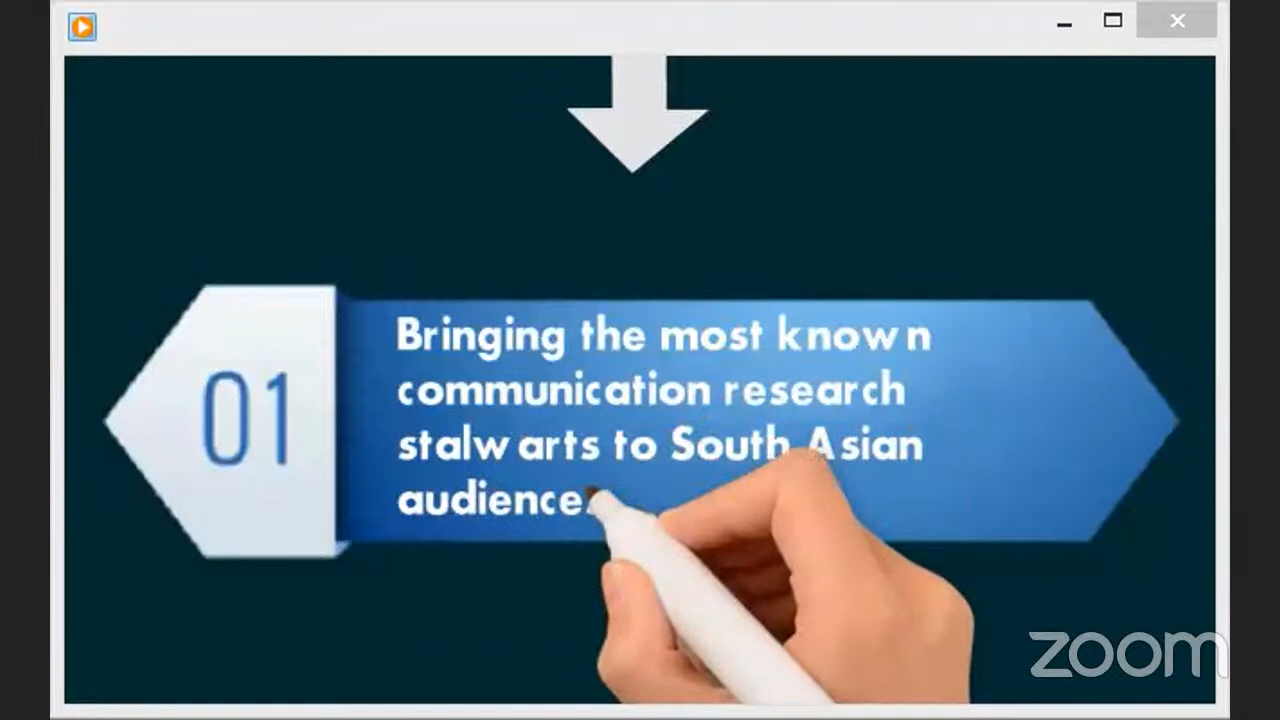 01
Bringing the most known
communication research
stalwarts to South Asian
audience.
zoom